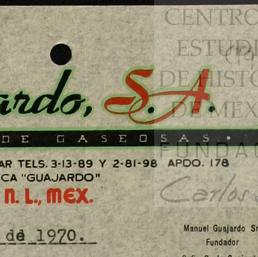 ardo, S. A.
DE GASEOSAS.
AR TELS. 3-13-89 Y 2-81-98 APDO. 178
CA "GUAJARDO"
N. L., MEX.
de 1970.
Manuel Guajardo
Fundador
CENTRO
ESTUDI
DE HISTO
DE MEX
FUNDAC
Carlos